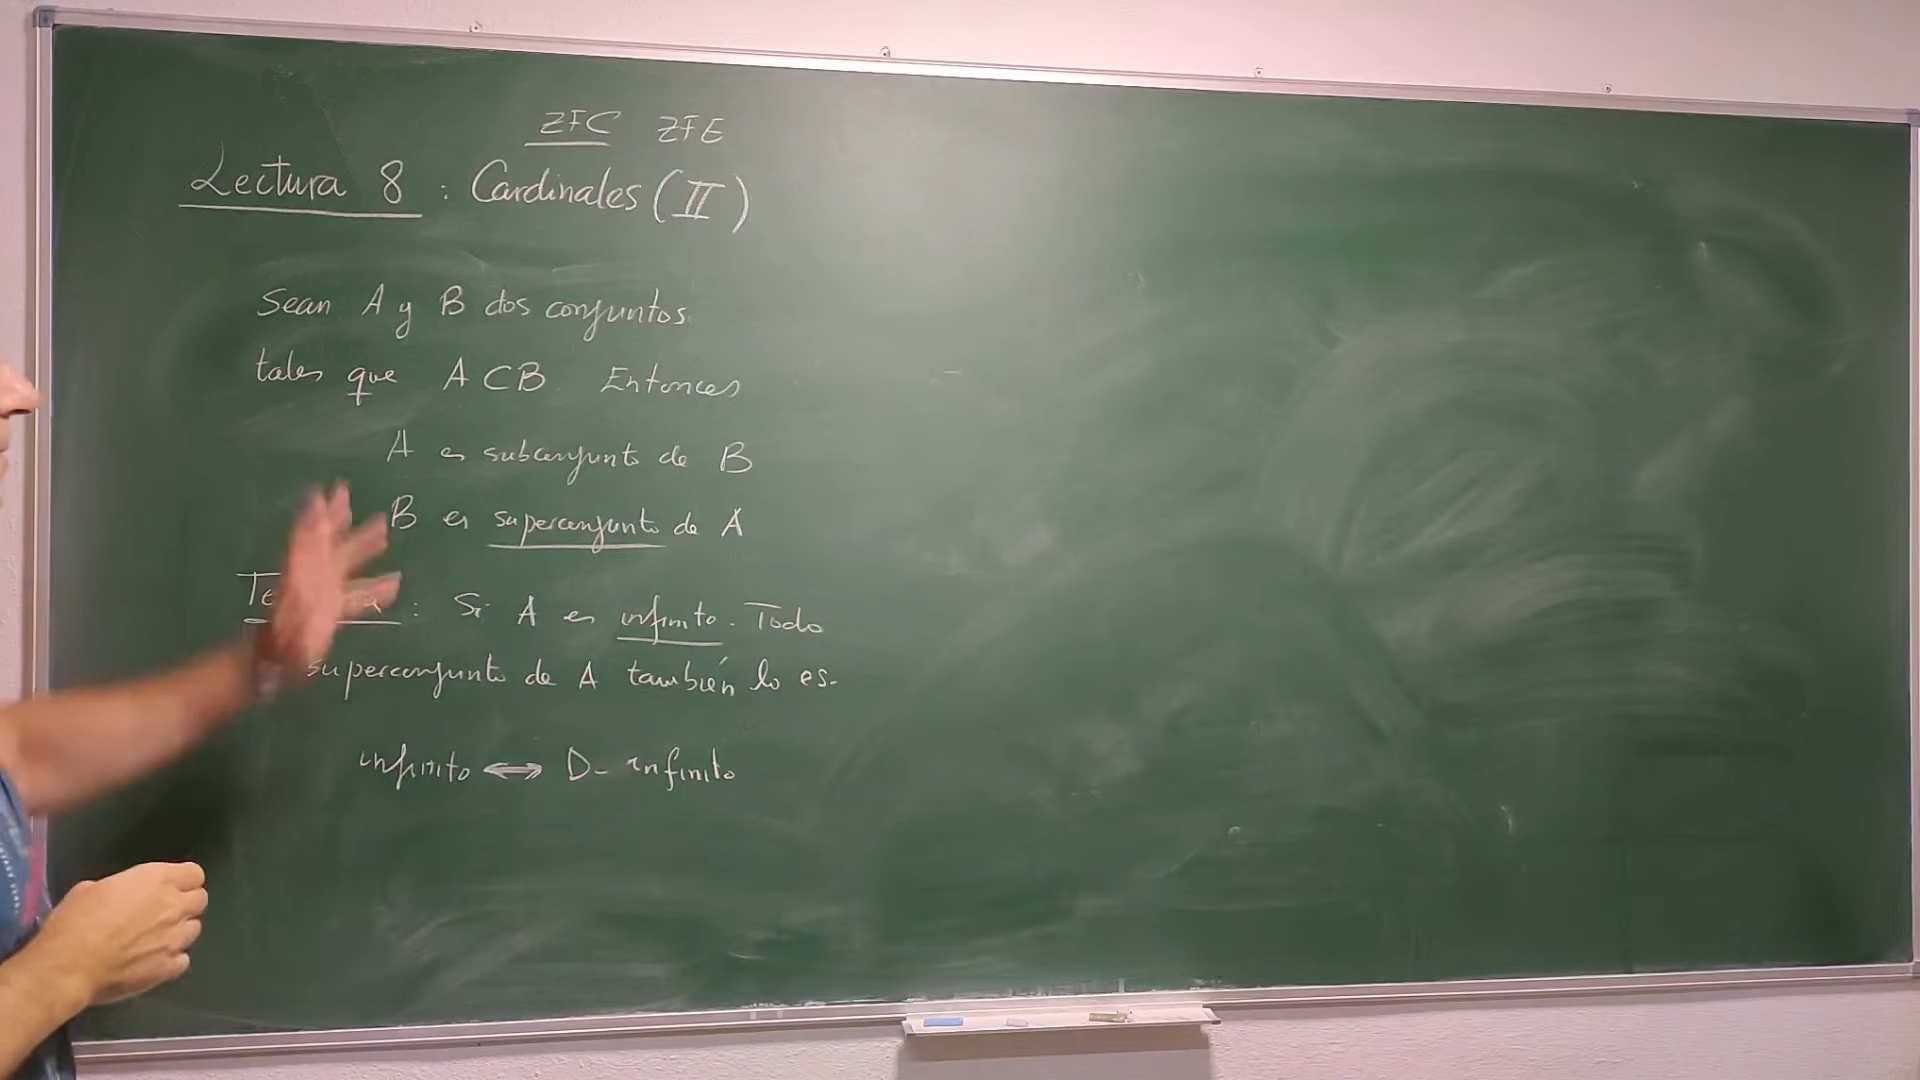 ZFC ZFE
Lectura 8 : Cardinales (II)
Sean A y B dos conjuntos
tales que A ⊂ B Entonces
A es subconjunto de B
B es superconjunto de A
: Si A es infinito. Todo
superconjunto de A también lo es.
infinito ⟺ D- infinito